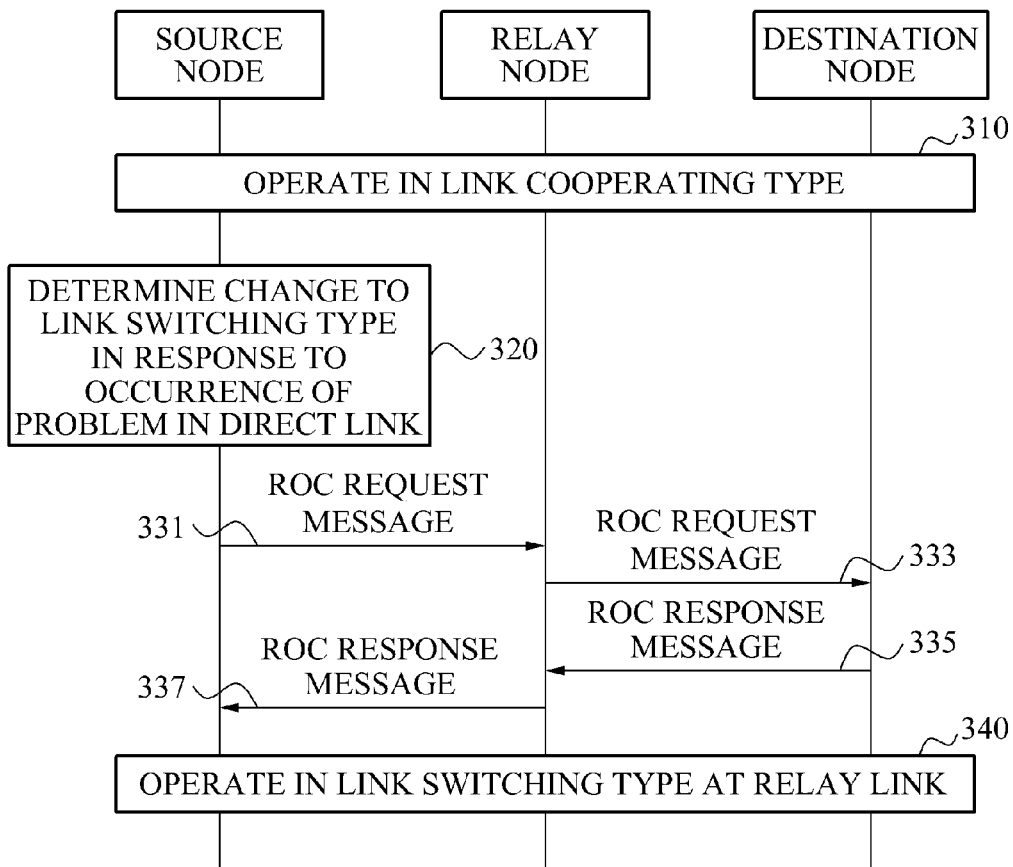 SOURCE
NODE
RELAY
NODE
DESTINATION
NODE
310
OPERATE IN LINK COOPERATING TYPE
DETERMINE CHANGE TO
LINK SWITCHING TYPE
IN RESPONSE TO
OCCURRENCE OF
PROBLEM IN DIRECT LINK
320
ROC REQUEST
MESSAGE
331
ROC REQUEST
MESSAGE
333
ROC RESPONSE
MESSAGE
335
ROC RESPONSE
MESSAGE
337
340
OPERATE IN LINK SWITCHING TYPE AT RELAY LINK